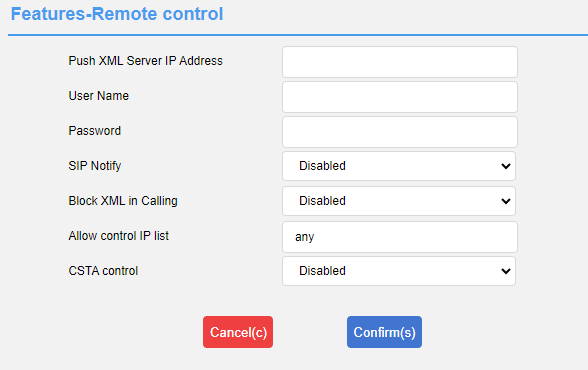 Features-Remote control
Push XML Server IP Address
User Name
Password
SIP Notify Disabled
Block XML in Calling Disabled
Allow control IP list any
CSTA control Disabled
Cancel(c) Confirm(s)